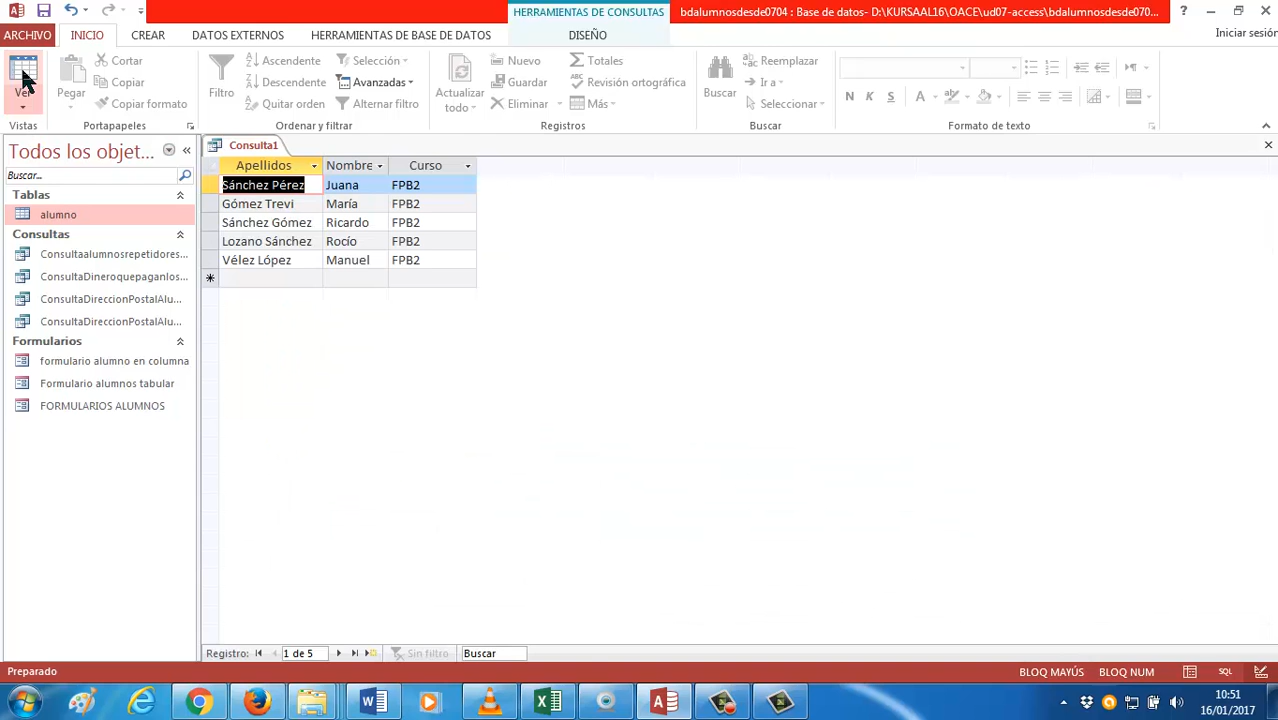 HERRAMIENTAS DE CONSULTAS
bdalumnosdesde0704 : Base de datos- D:\KURSAAL16\OACE\ud07-access\bdalumnosdesde070...
ARCHIVO INICIO CREAR DATOS EXTERNOS HERRAMIENTAS DE BASE DE DATOS DISEÑO Iniciar sesión
Ver
Pegar
Cortar
Copiar
Copiar formato
Filtro
Ascendente
Descendente
Quitar orden
Selección
Avanzadas
Alternar filtro
Actualizar todo
Nuevo
Guardar
Eliminar
Totales
Revisión ortográfica
Más
Buscar
Reemplazar
Ir a
Seleccionar
N K S A
Vistas Portapapeles Ordenar y filtrar Registros Buscar Formato de texto
Todos los objet...
Buscar...
Tablas
alumno
Consultas
Consultaalumnosrepetidores...
ConsultaDineroquepaganlos...
ConsultaDireccionPostalAlu...
ConsultaDireccionPostalAlu...
Formularios
formulario alumno en columna
Formulario alumnos tabular
FORMULARIOS ALUMNOS
Consulta1
Apellidos Nombre Curso
Sánchez Pérez Juana FPB2
Gómez Trevi María FPB2
Sánchez Gómez Ricardo FPB2
Lozano Sánchez Rocío FPB2
Vélez López Manuel FPB2
Registro: 1 de 5 Sin filtro Buscar
Preparado BLOQ MAYÚS BLOQ NUM SQL
10:51
16/01/2017